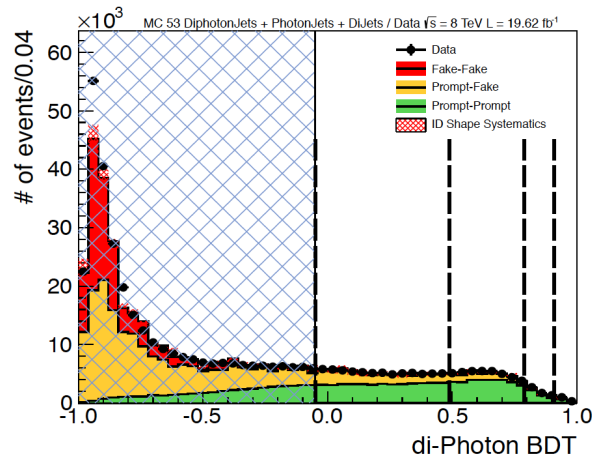 MC 53 DiphotonJets + PhotonJets + DiJets / Data √s = 8 TeV L = 19.62 fb⁻¹
×10³
# of events/0.04
60
50
40
30
20
10
0
Data
Fake-Fake
Prompt-Fake
Prompt-Prompt
ID Shape Systematics
-1.0 -0.5 0.0 0.5 1.0
di-Photon BDT